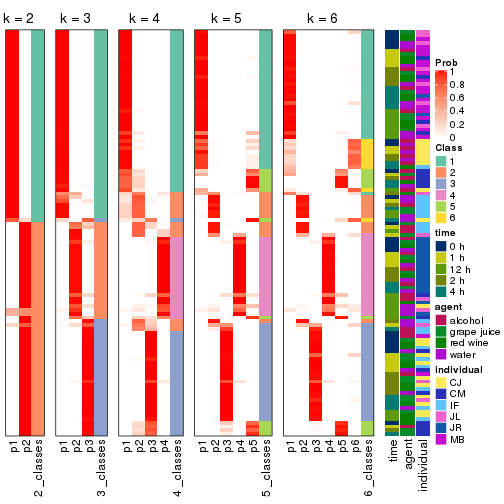 k = 2 k = 3 k = 4 k = 5 k = 6
Prob
1
0.8
0.6
0.4
0.2
0
Class
1
2
3
4
5
6
time
0 h
1 h
12 h
2 h
4 h
agent
alcohol
grape juice
red wine
water
individual
CJ
CM
IF
JL
JR
MB
p1 p2 2_classes p1 p2 p3 3_classes p1 p2 p3 p4 4_classes p1 p2 p3 p4 p5 5_classes p1 p2 p3 p4 p5 p6 6_classes time agent individual